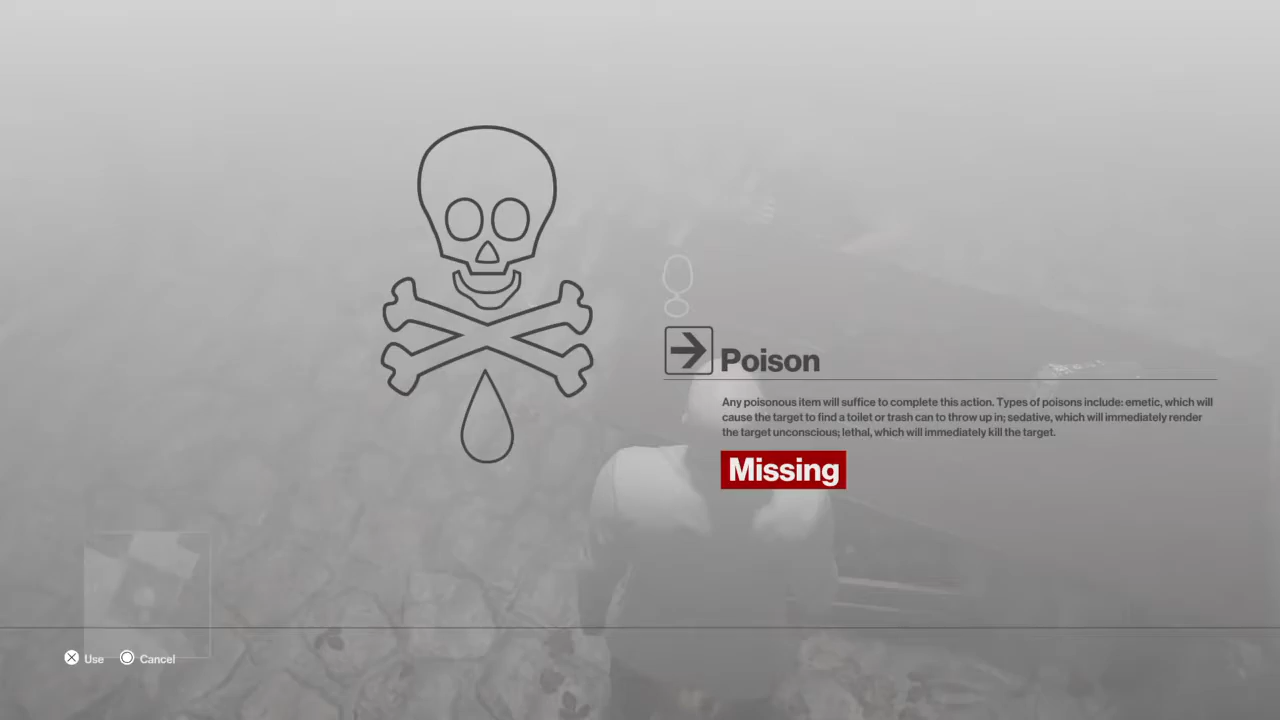 Poison
Any poisonous item will suffice to complete this action. Types of poisons include: emetic, which will
cause the target to find a toilet or trash can to throw up in; sedative, which will immediately render
the target unconscious; lethal, which will immediately kill the target.
Missing
Use Cancel